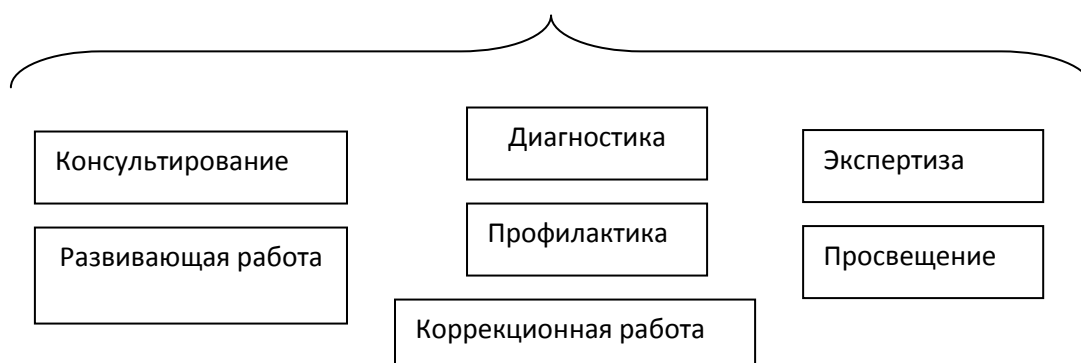 Консультирование
Диагностика
Экспертиза
Развивающая работа
Профилактика
Просвещение
Коррекционная работа